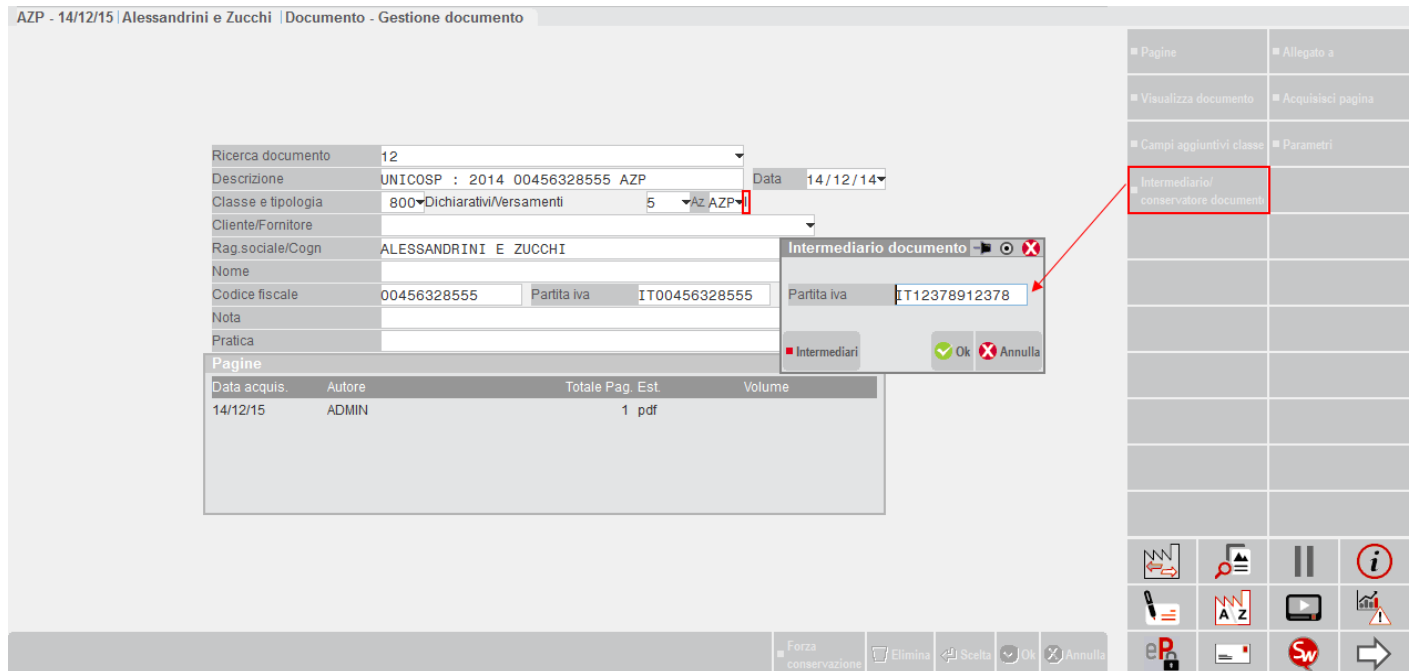 AZP - 14/12/15 | Alessandrini e Zucchi | Documento - Gestione documento
Pagine
Allegato a
Visualizza documento
Acquisisci pagina
Campi aggiuntivi classe
Parametri
Intermediario/
conservatore documenti
Ricerca documento 12
Descrizione UNICOSP : 2014 00456328555 AZP Data 14/12/14
Classe e tipologia 800 Dichiarativi/Versamenti 5 Az AZP I
Cliente/Fornitore
Rag.sociale/Cogn ALESSANDRINI E ZUCCHI
Nome
Codice fiscale 00456328555 Partita iva IT00456328555
Nota
Pratica
Intermediario documento
Partita iva IT12378912378
Intermediari Ok Annulla
Pagine
Data acquis. Autore Totale Pag. Est. Volume
14/12/15 ADMIN 1 pdf
i
A Z
eP
Sw
Forza
conservazione
Elimina Scelta Ok Annulla